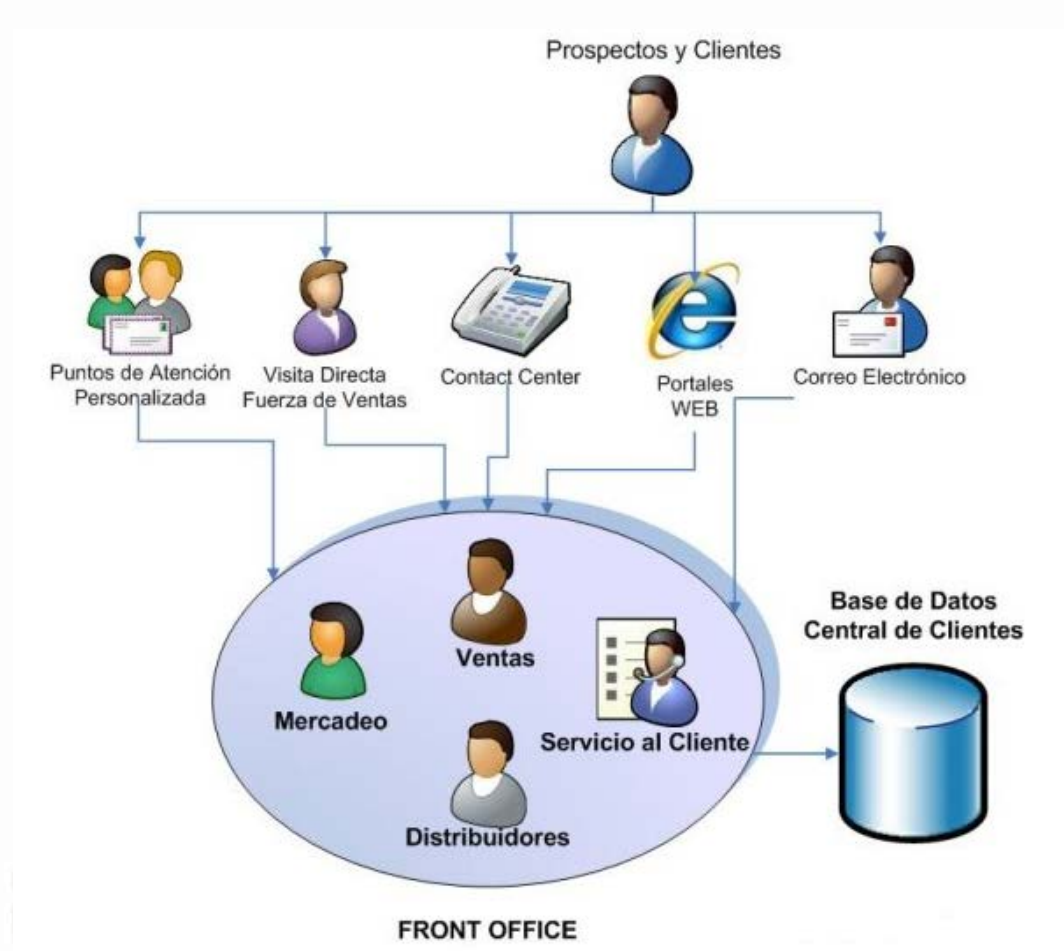 Prospectos y Clientes
Puntos de Atención
Personalizada
Visita Directa
Fuerza de Ventas
Contact Center
Portales
WEB
Correo Electrónico
Base de Datos
Central de Clientes
Ventas
Mercadeo
Servicio al Cliente
Distribuidores
FRONT OFFICE